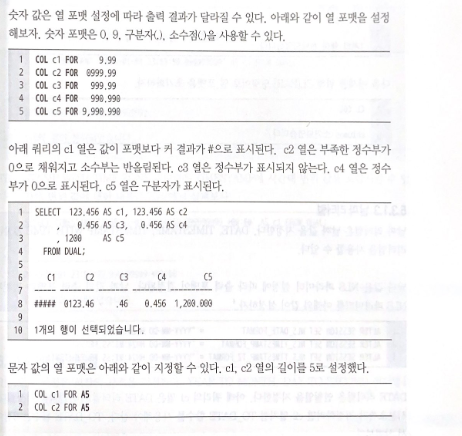 숫자 값은 열 포맷 설정에 따라 출력 결과가 달라질 수 있다. 아래와 같이 열 포맷을 설정
해보자. 숫자 포맷은 0, 9, 구분자(,), 소수점(.)을 사용할 수 있다.
1 COL c1 FOR 9.99
2 COL c2 FOR 0999.99
3 COL c3 FOR 999.99
4 COL c4 FOR 990.990
5 COL c5 FOR 9,990.990
아래 쿼리의 c1 열은 값이 포맷보다 커 결과가 #으로 표시된다. c2 열은 부족한 정수부가
0으로 채워지고 소수부는 반올림된다. c3 열은 정수부가 표시되지 않는다. c4 열은 정수
부가 0으로 표시된다. c5 열은 구분자가 표시된다.
1 SELECT 123.456 AS c1, 123.456 AS c2
2 , 0.456 AS c3, 0.456 AS c4
3 , 1200 AS c5
4 FROM DUAL;
5
6 C1 C2 C3 C4 C5
7 ----- ------- ---- ------- ---------
8 ##### 0123.46 .46 0.456 1,200.000
9
10 1개의 행이 선택되었습니다.
문자 값의 열 포맷은 아래와 같이 지정할 수 있다. c1, c2 열의 길이를 5로 설정했다.
1 COL c1 FOR A5
2 COL c2 FOR A5